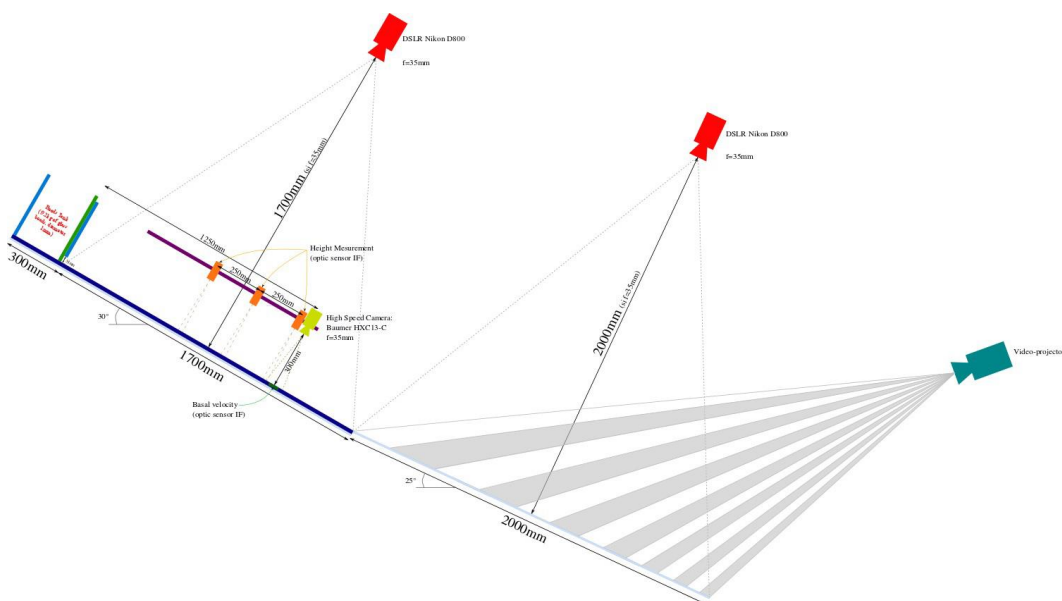 DSLR Nikon D800
f=35mm
DSLR Nikon D800
f=35mm
1700mm (si f=35mm)
1250mm
250mm
250mm
Height Mesurement
(optic sensor IF)
300mm
30°
High Speed Camera:
Baumer HXC13-C
f=35mm
300mm
1700mm
Basal velocity
(optic sensor IF)
2000mm (si f=35mm)
Video-projecto
25°
2000mm